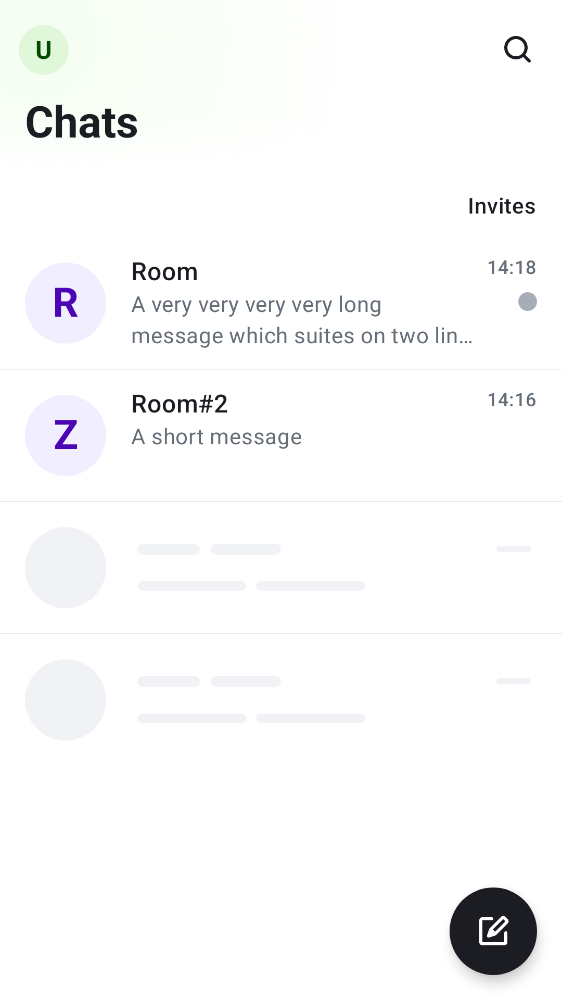 U
Chats
Invites
R
Room
14:18
A very very very very long
message which suites on two lin…
Z
Room#2
14:16
A short message